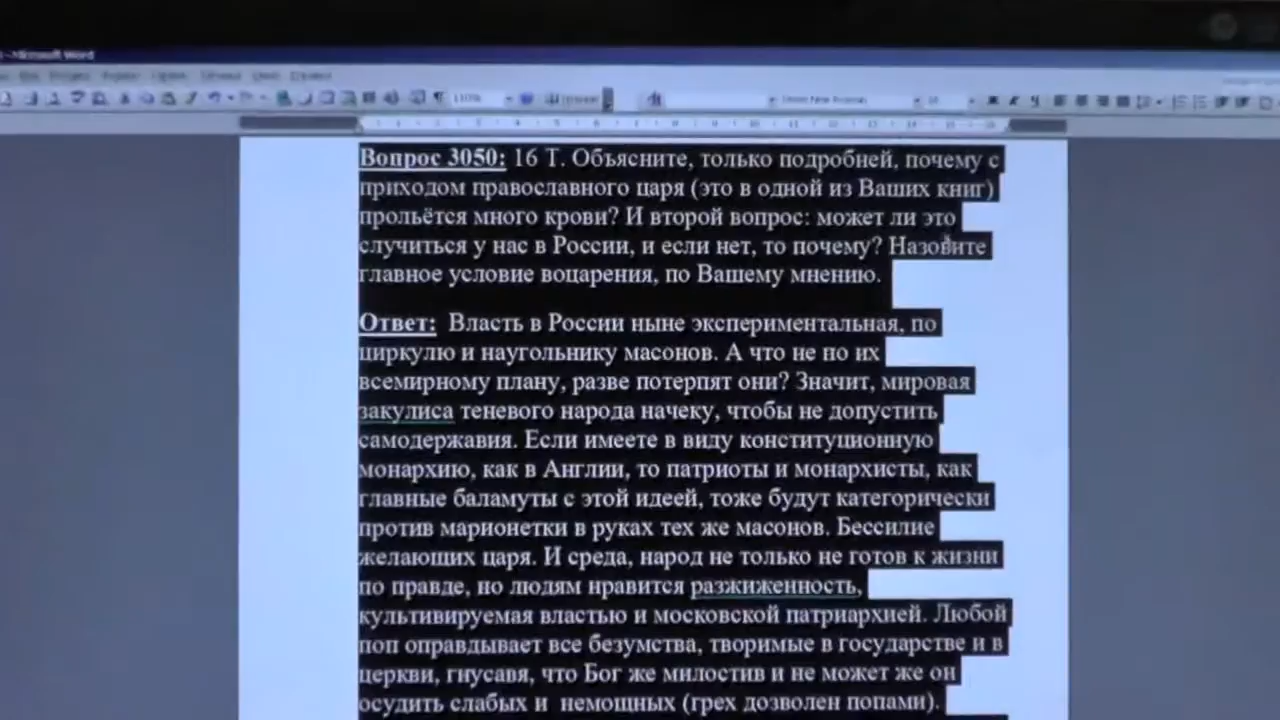 Microsoft Word
110%
Вопрос 3050: 16 Т. Объясните, только подробней, почему с
приходом православного царя (это в одной из Ваших книг)
прольётся много крови? И второй вопрос: может ли это
случиться у нас в России, и если нет, то почему? Назовите
главное условие воцарения, по Вашему мнению.
Ответ: Власть в России ныне экспериментальная, по
циркулю и наугольнику масонов. А что не по их
всемирному плану, разве потерпят они? Значит, мировая
закулиса теневого народа начеку, чтобы не допустить
самодержавия. Если имеете в виду конституционную
монархию, как в Англии, то патриоты и монархисты, как
главные баламуты с этой идеей, тоже будут категорически
против марионетки в руках тех же масонов. Бессилие
желающих царя. И среда, народ не только не готов к жизни
по правде, но людям нравится разжиженность,
культивируемая властью и московской патриархией. Любой
поп оправдывает все безумства, творимые в государстве и в
церкви, гнусавя, что Бог же милостив и не может же он
осудить слабых и немощных (грех дозволен попами).